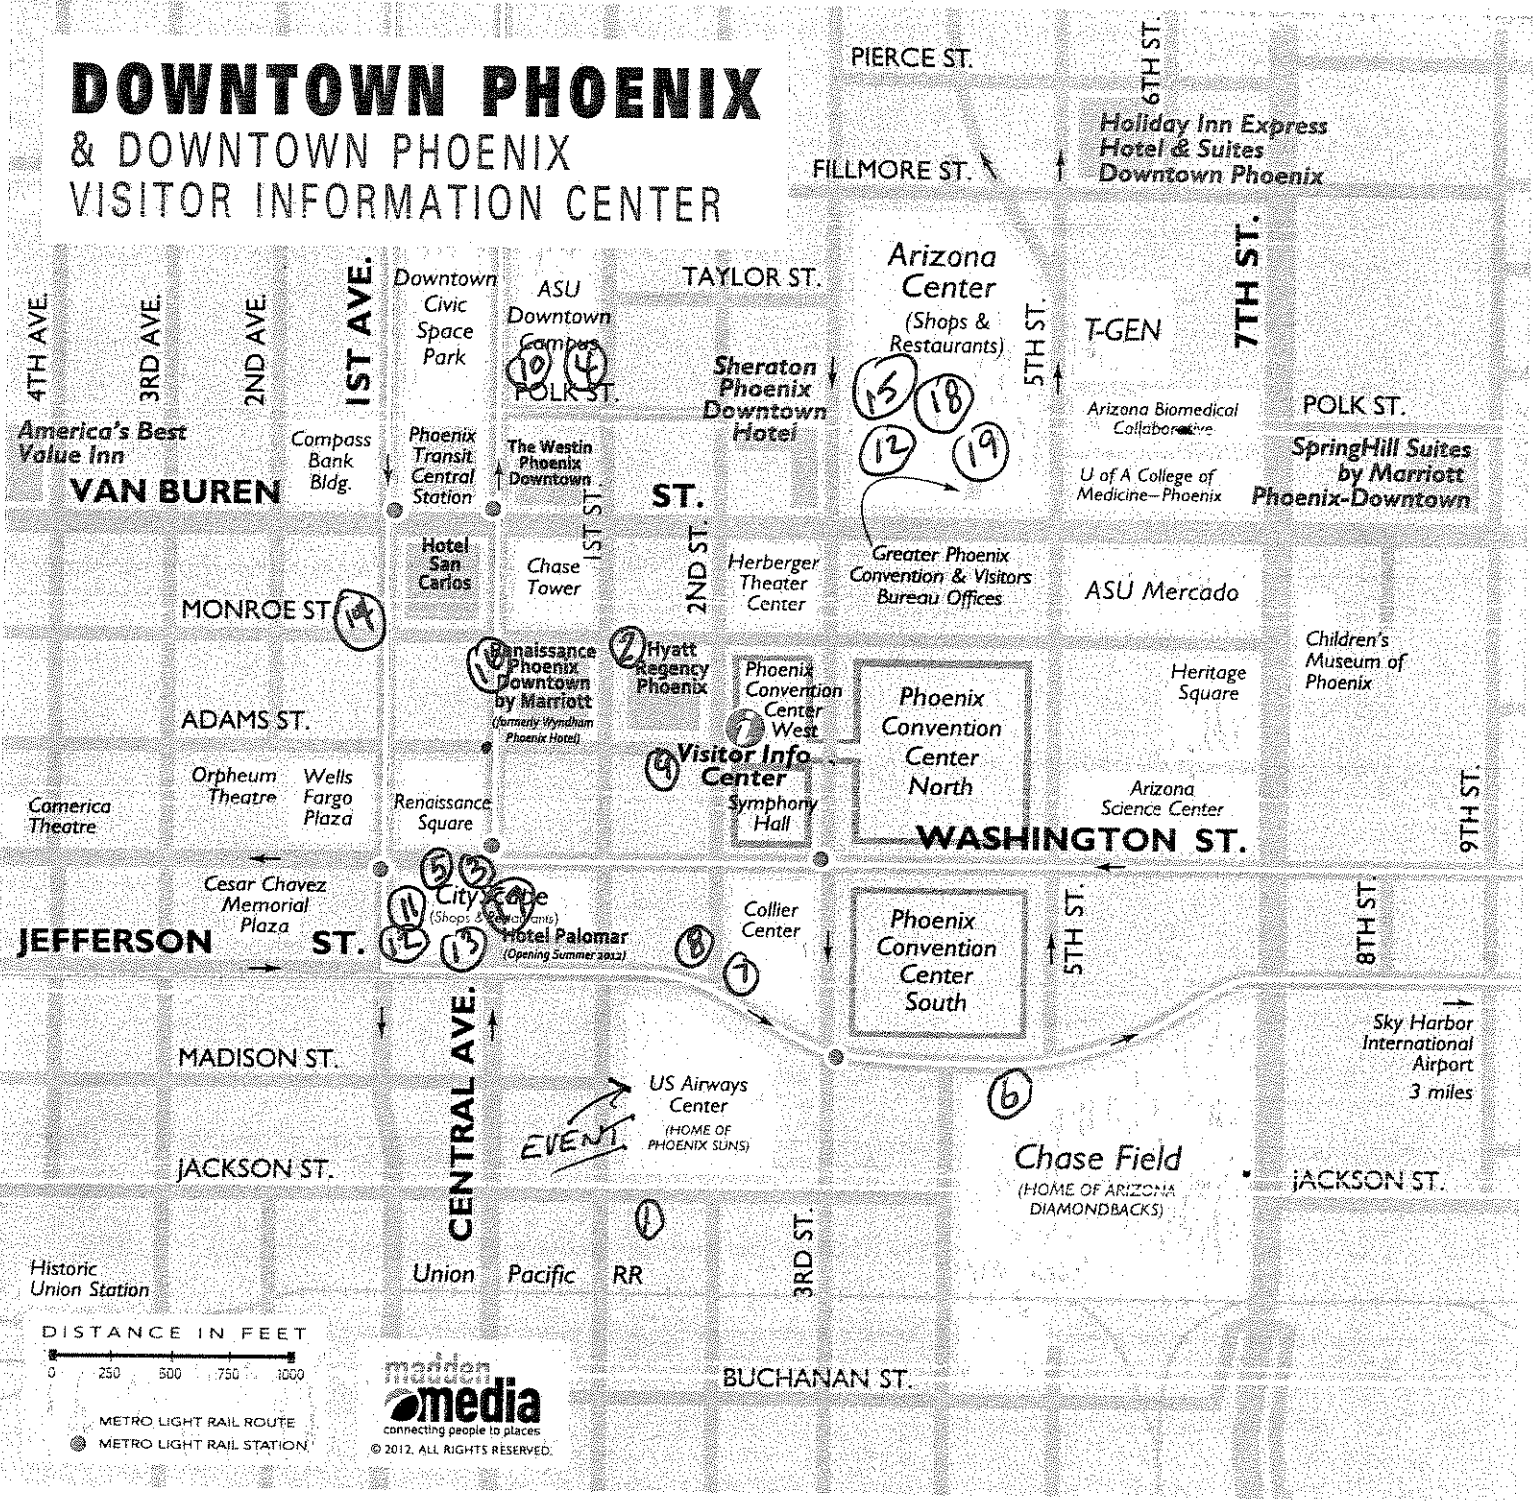 DOWNTOWN PHOENIX
& DOWNTOWN PHOENIX
VISITOR INFORMATION CENTER
PIERCE ST.
6TH ST.
Holiday Inn Express
Hotel & Suites
Downtown Phoenix
FILLMORE ST.
4TH AVE.
3RD AVE.
2ND AVE.
1ST AVE.
Downtown
Civic
Space
Park
ASU
Downtown
Campus
10
4
POLK ST.
TAYLOR ST.
Arizona
Center
(Shops &
Restaurants)
15
18
12
19
5TH ST.
T-GEN
7TH ST.
Sheraton
Phoenix
Downtown
Hotel
Arizona Biomedical
Collaborative
POLK ST.
America's Best
Value Inn
Compass
Bank
Bldg.
Phoenix
Transit
Central
Station
The Westin
Phoenix
Downtown
U of A College of
Medicine–Phoenix
SpringHill Suites
by Marriott
Phoenix-Downtown
VAN BUREN
ST.
1ST ST.
2ND ST.
Hotel
San
Carlos
Chase
Tower
Herberger
Theater
Center
Greater Phoenix
Convention & Visitors
Bureau Offices
ASU Mercado
MONROE ST.
14
Renaissance
Phoenix
Downtown
by Marriott
(formerly Wyndham
Phoenix Hotel)
2
Hyatt
Regency
Phoenix
Phoenix
Convention
Center
West
i
Phoenix
Convention
Center
North
Heritage
Square
Children's
Museum of
Phoenix
ADAMS ST.
9
Visitor Info
Center
Symphony
Hall
Orpheum
Theatre
Wells
Fargo
Plaza
Renaissance
Square
Arizona
Science Center
Comerica
Theatre
9TH ST.
WASHINGTON ST.
5
3
Cesar Chavez
Memorial
Plaza
CityScape
(Shops & Restaurants)
11
12
13
Hotel Palomar
(Opening Summer 2012)
8
7
Collier
Center
Phoenix
Convention
Center
South
5TH ST.
8TH ST.
JEFFERSON
ST.
CENTRAL AVE.
Sky Harbor
International
Airport
3 miles
MADISON ST.
EVENT
US Airways
Center
(HOME OF
PHOENIX SUNS)
6
Chase Field
(HOME OF ARIZONA
DIAMONDBACKS)
JACKSON ST.
JACKSON ST.
1
3RD ST.
Historic
Union Station
Union Pacific RR
DISTANCE IN FEET
0 250 500 750 1000
METRO LIGHT RAIL ROUTE
METRO LIGHT RAIL STATION
madden
media
connecting people to places
© 2012. ALL RIGHTS RESERVED.
BUCHANAN ST.